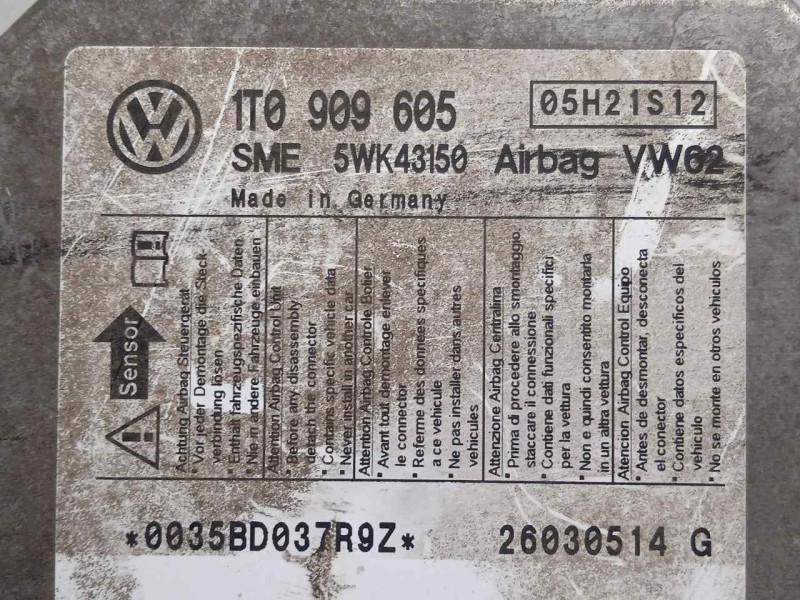 1T0 909 605
05H21S12
SME 5WK43150 Airbag VW62
Made in Germany
Sensor
Achtung Airbag Steuergerät
• Vor jeder Demontage die Steck-
verbindung lösen
• Enthält fahrzeugspezifische Daten
• Nie in andere Fahrzeuge einbauen
Attention Airbag Control Unit
• Before any disassembly
detach the connector
• Contains specific vehicle data
• Never install in another car
Attention Airbag Controle Boitier
• Avant tout demontage enlever
le connector
• Referme des données spécifiques
a ce vehicule
• Ne pas installer dans autres
vehicules
Attenzione Airbag Centralina
• Prima di procedere allo smontaggio
staccare il connessione
• Contiene dati funzionali specifici
per la vettura
• Non e quindi consentito montarla
in un altra vettura
Atencion Airbag Control Equipo
• Antes de desmontar, desconecta
el conector
• Contiene datos especificos del
vehiculo
• No se monte en otros vehiculos
*0035BD037R9Z*
26030514 G